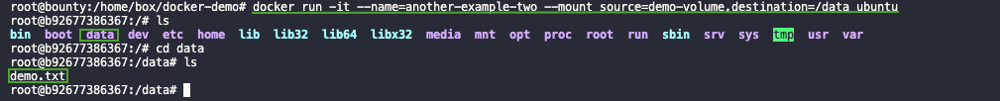 root@bounty:/home/box/docker-demo# docker run -it --name=another-example-two --mount source=demo-volume.destination=/data ubuntu
root@b92677386367:/# ls
bin boot data dev etc home lib lib32 lib64 libx32 media mnt opt proc root run sbin srv sys tmp usr var
root@b92677386367:/# cd data
root@b92677386367:/data# ls
demo.txt
root@b92677386367:/data#